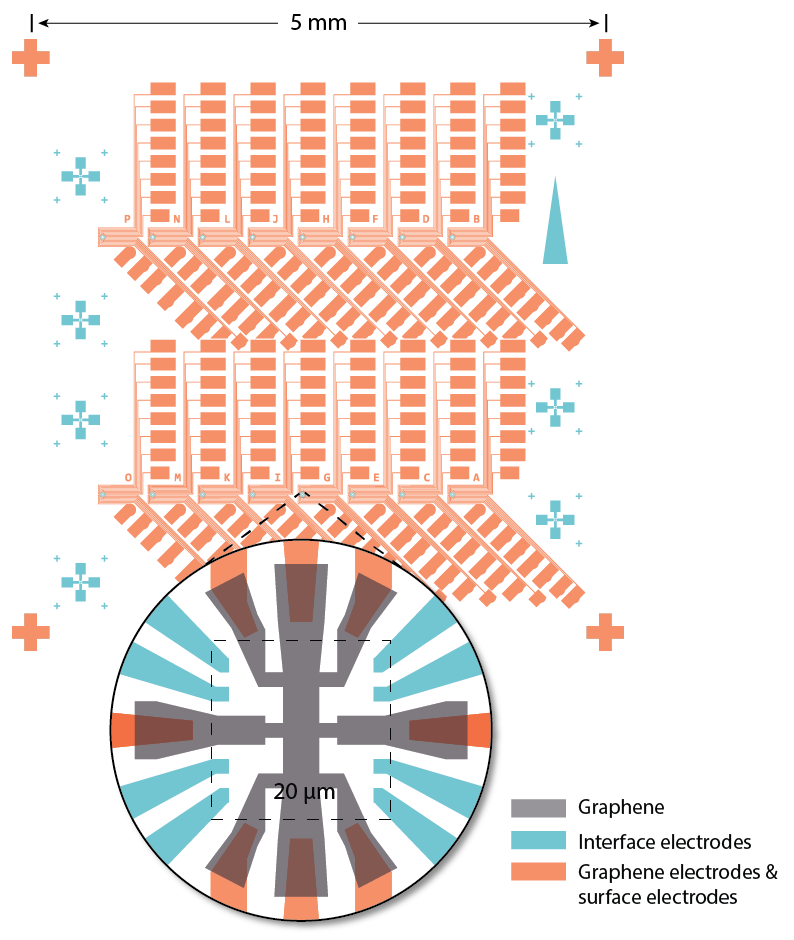 5 mm
P N L J H F D B
O M K I G E C A
20 µm
Graphene
Interface electrodes
Graphene electrodes &
surface electrodes